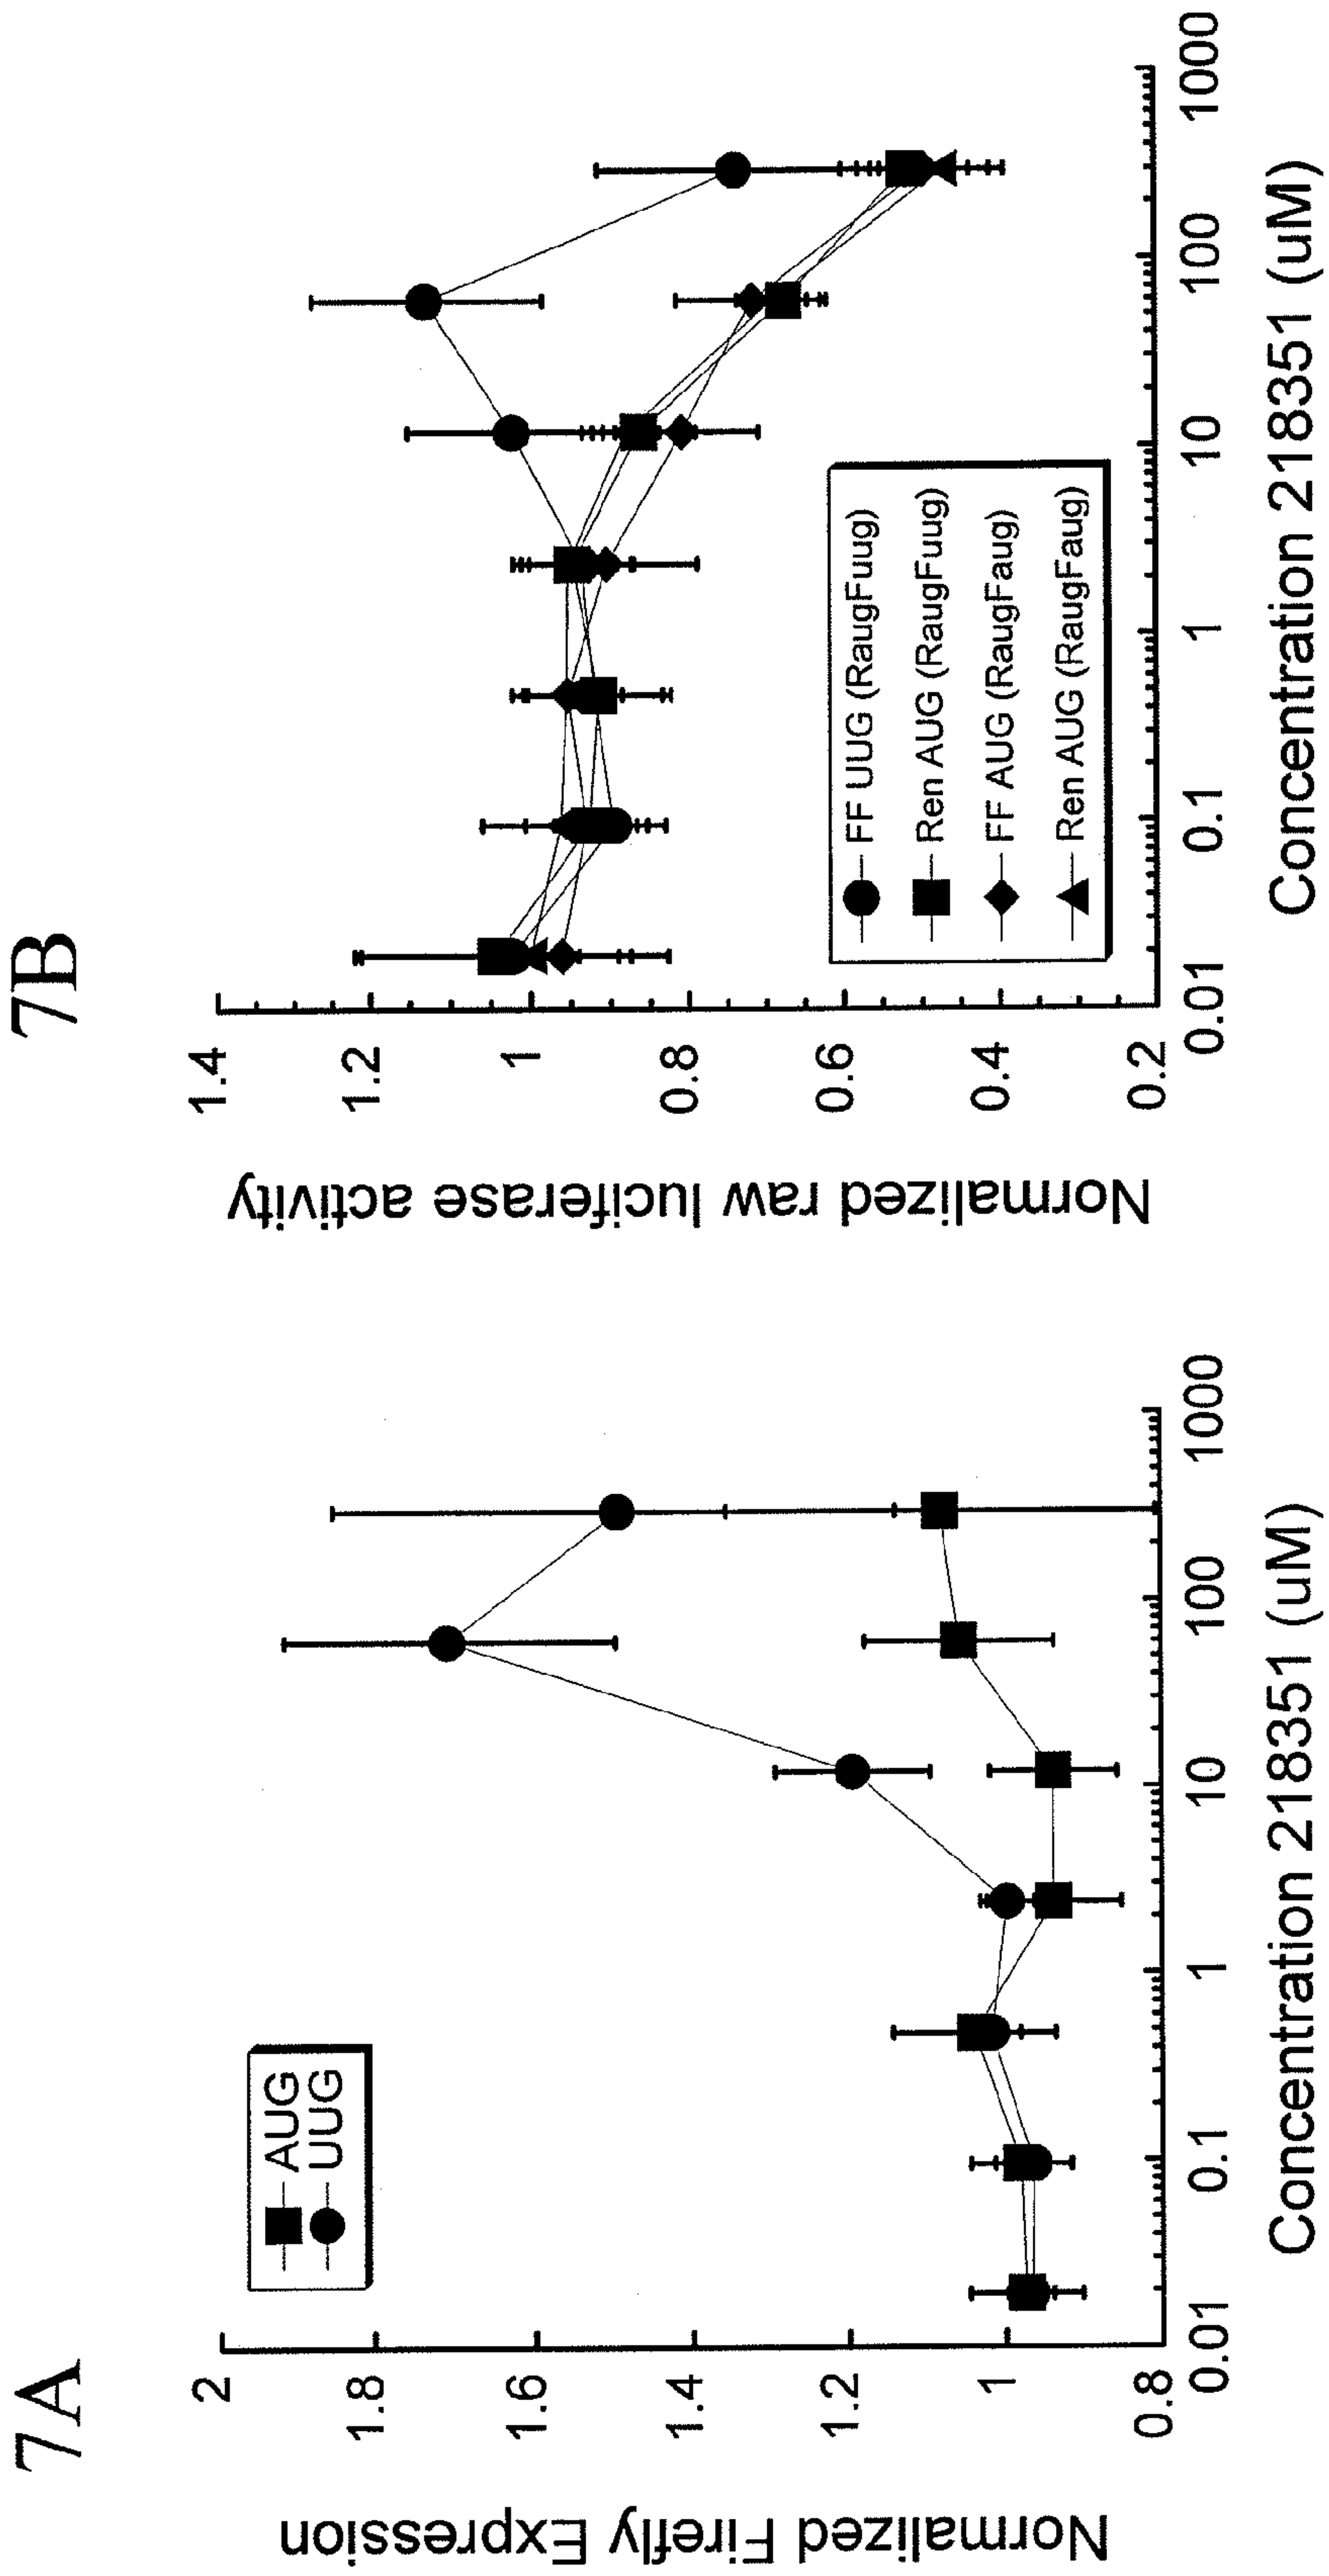 7A
Normalized Firefly Expression
2
1.8
1.6
1.4
1.2
1
0.8
AUG
UUG
0.01 0.1 1 10 100 1000
Concentration 218351 (uM)
7B
Normalized raw luciferase activity
1.4
1.2
1
0.8
0.6
0.4
0.2
FF UUG (RaugFuug)
Ren AUG (RaugFuug)
FF AUG (RaugFaug)
Ren AUG (RaugFaug)
0.01 0.1 1 10 100 1000
Concentration 218351 (uM)